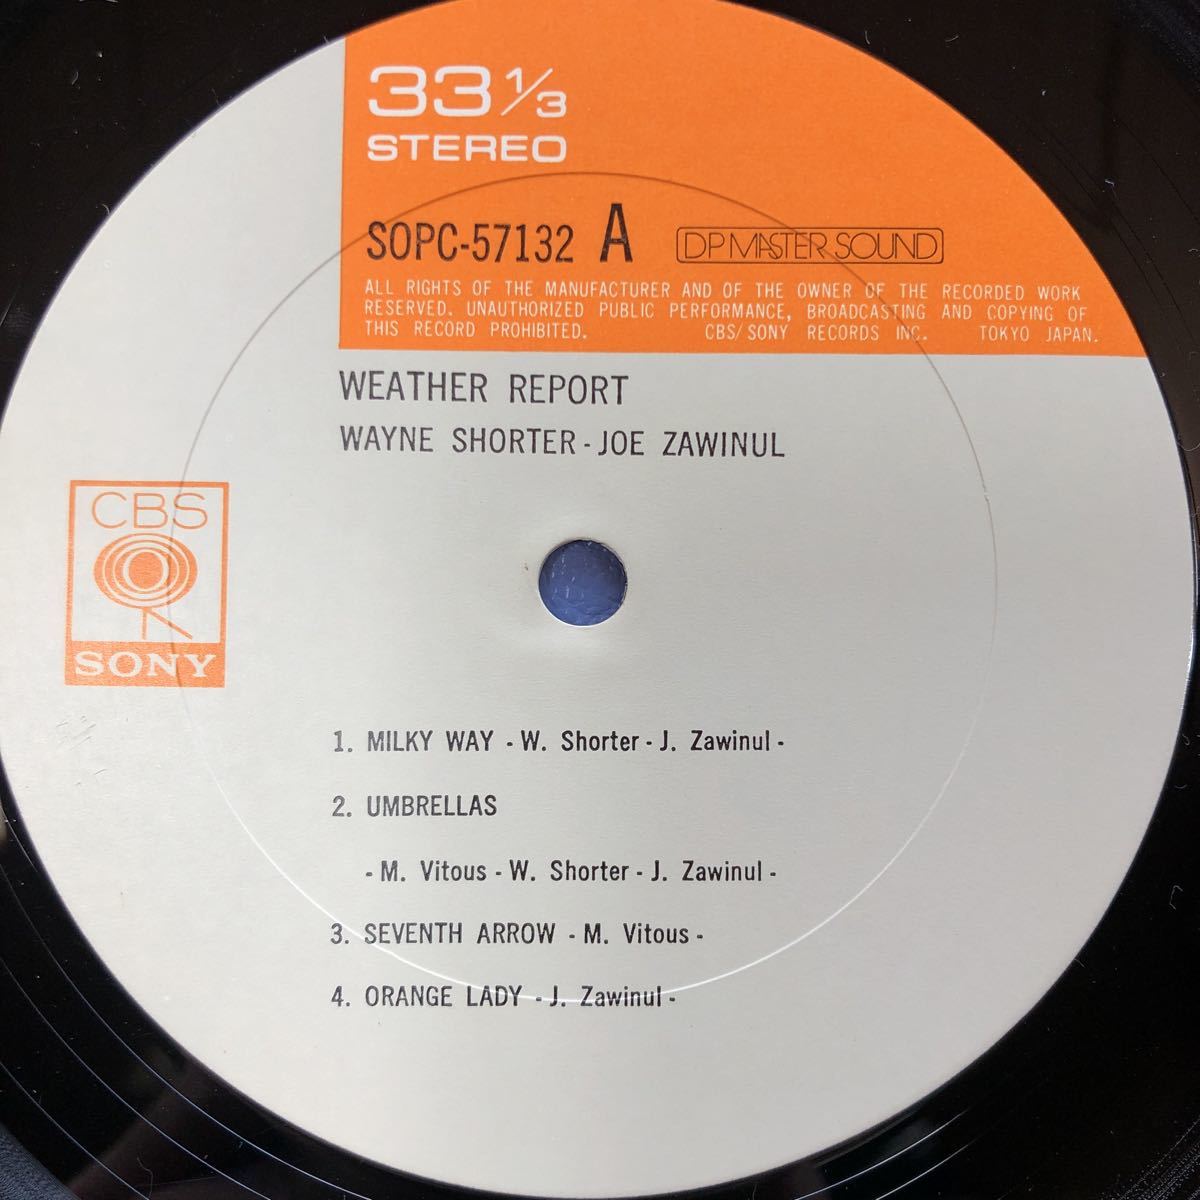 33 1/3
STEREO
SOPC-57132 A DP MASTER SOUND
ALL RIGHTS OF THE MANUFACTURER AND OF THE OWNER OF THE RECORDED WORK
RESERVED. UNAUTHORIZED PUBLIC PERFORMANCE, BROADCASTING AND COPYING OF
THIS RECORD PROHIBITED. CBS/SONY RECORDS INC. TOKYO JAPAN.
WEATHER REPORT
WAYNE SHORTER - JOE ZAWINUL
CBS
SONY
1. MILKY WAY - W. Shorter - J. Zawinul -
2. UMBRELLAS
- M. Vitous - W. Shorter - J. Zawinul -
3. SEVENTH ARROW - M. Vitous -
4. ORANGE LADY - J. Zawinul -